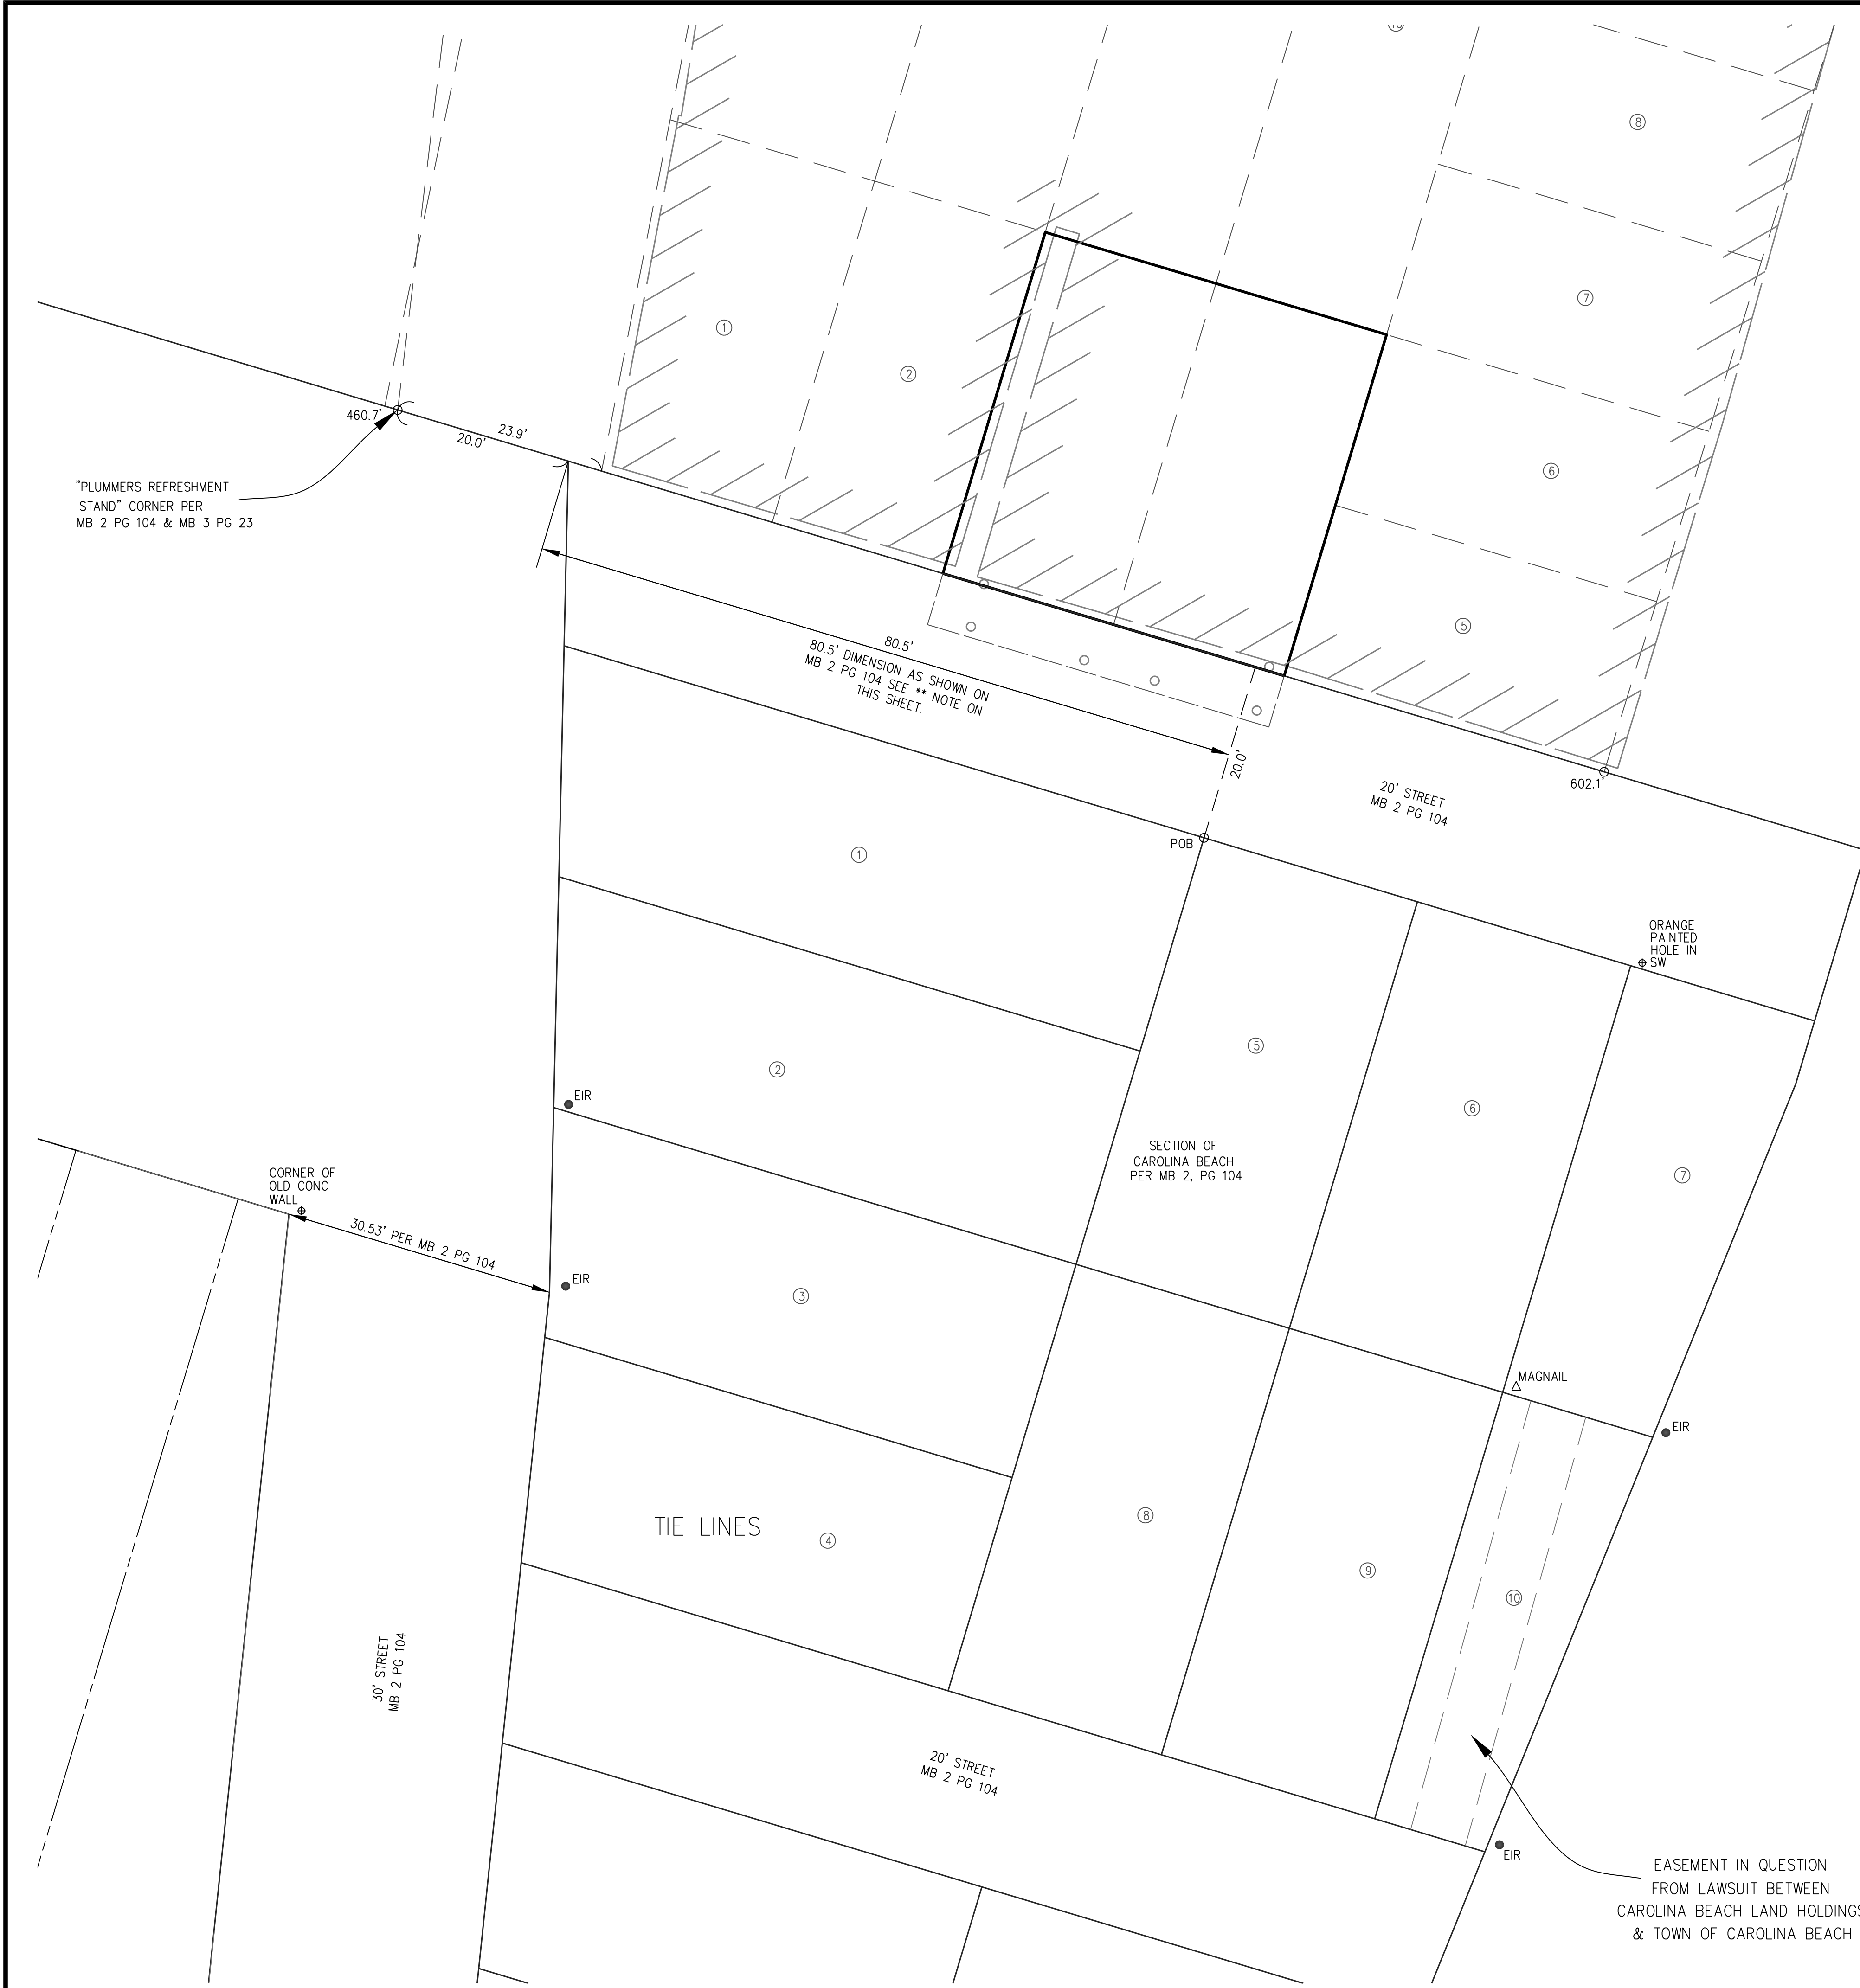 8
7
1
2
6
460.7'
23.9'
20.0'
"PLUMMERS REFRESHMENT
STAND" CORNER PER
MB 2 PG 104 & MB 3 PG 23
5
80.5'
80.5' DIMENSION AS SHOWN ON
MB 2 PG 104 SEE ** NOTE ON
THIS SHEET.
20.0'
602.1'
20' STREET
MB 2 PG 104
POB
1
ORANGE
PAINTED
HOLE IN
SW
5
2
EIR
6
SECTION OF
CAROLINA BEACH
PER MB 2, PG 104
7
CORNER OF
OLD CONC
WALL
30.53' PER MB 2 PG 104
EIR
3
MAGNAIL
EIR
TIE LINES
4
8
9
10
30' STREET
MB 2 PG 104
20' STREET
MB 2 PG 104
EIR
EASEMENT IN QUESTION
FROM LAWSUIT BETWEEN
CAROLINA BEACH LAND HOLDINGS
& TOWN OF CAROLINA BEACH